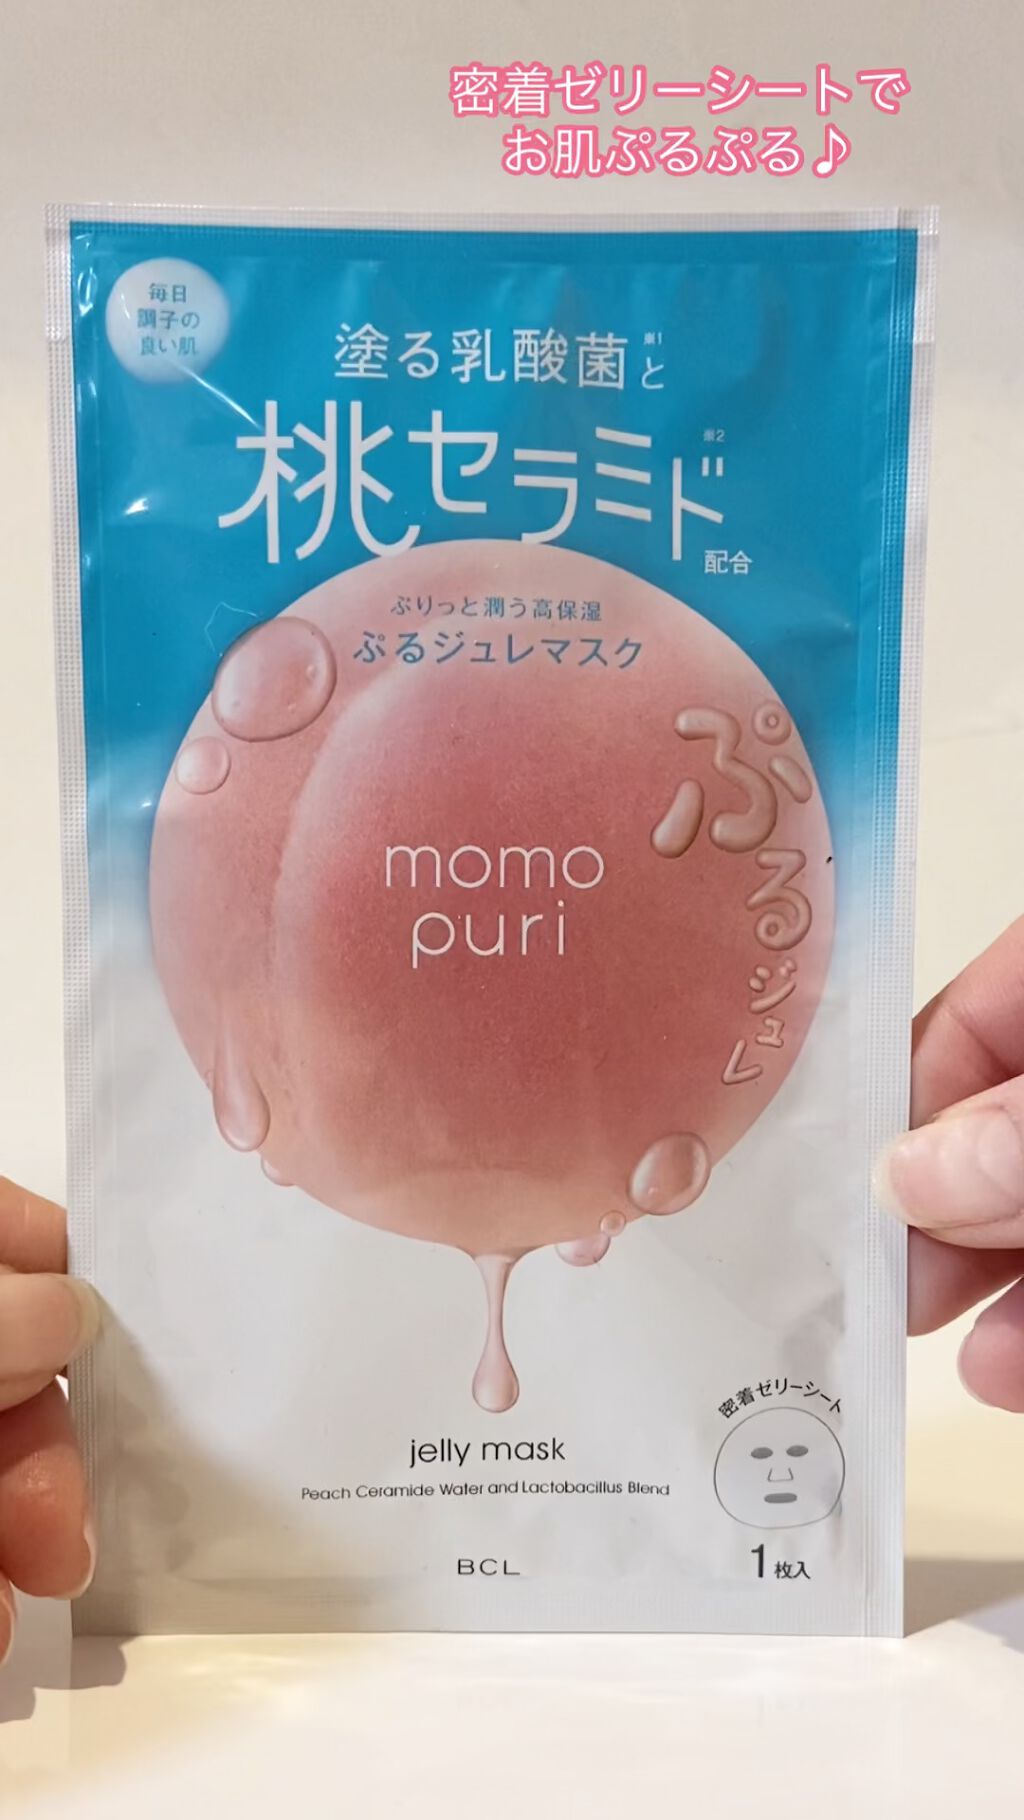 密着ゼリーシートで
お肌ぷるぷる♪
毎日
調子の
良い肌
塗る乳酸菌※1と
桃セラミド※2
配合
ぷりっと潤う高保湿
ぷるジュレマスク
ぷるジュレ
momo
puri
jelly mask
Peach Ceramide Water and Lactobacillus Blend
BCL
密着ゼリーシート
1枚入